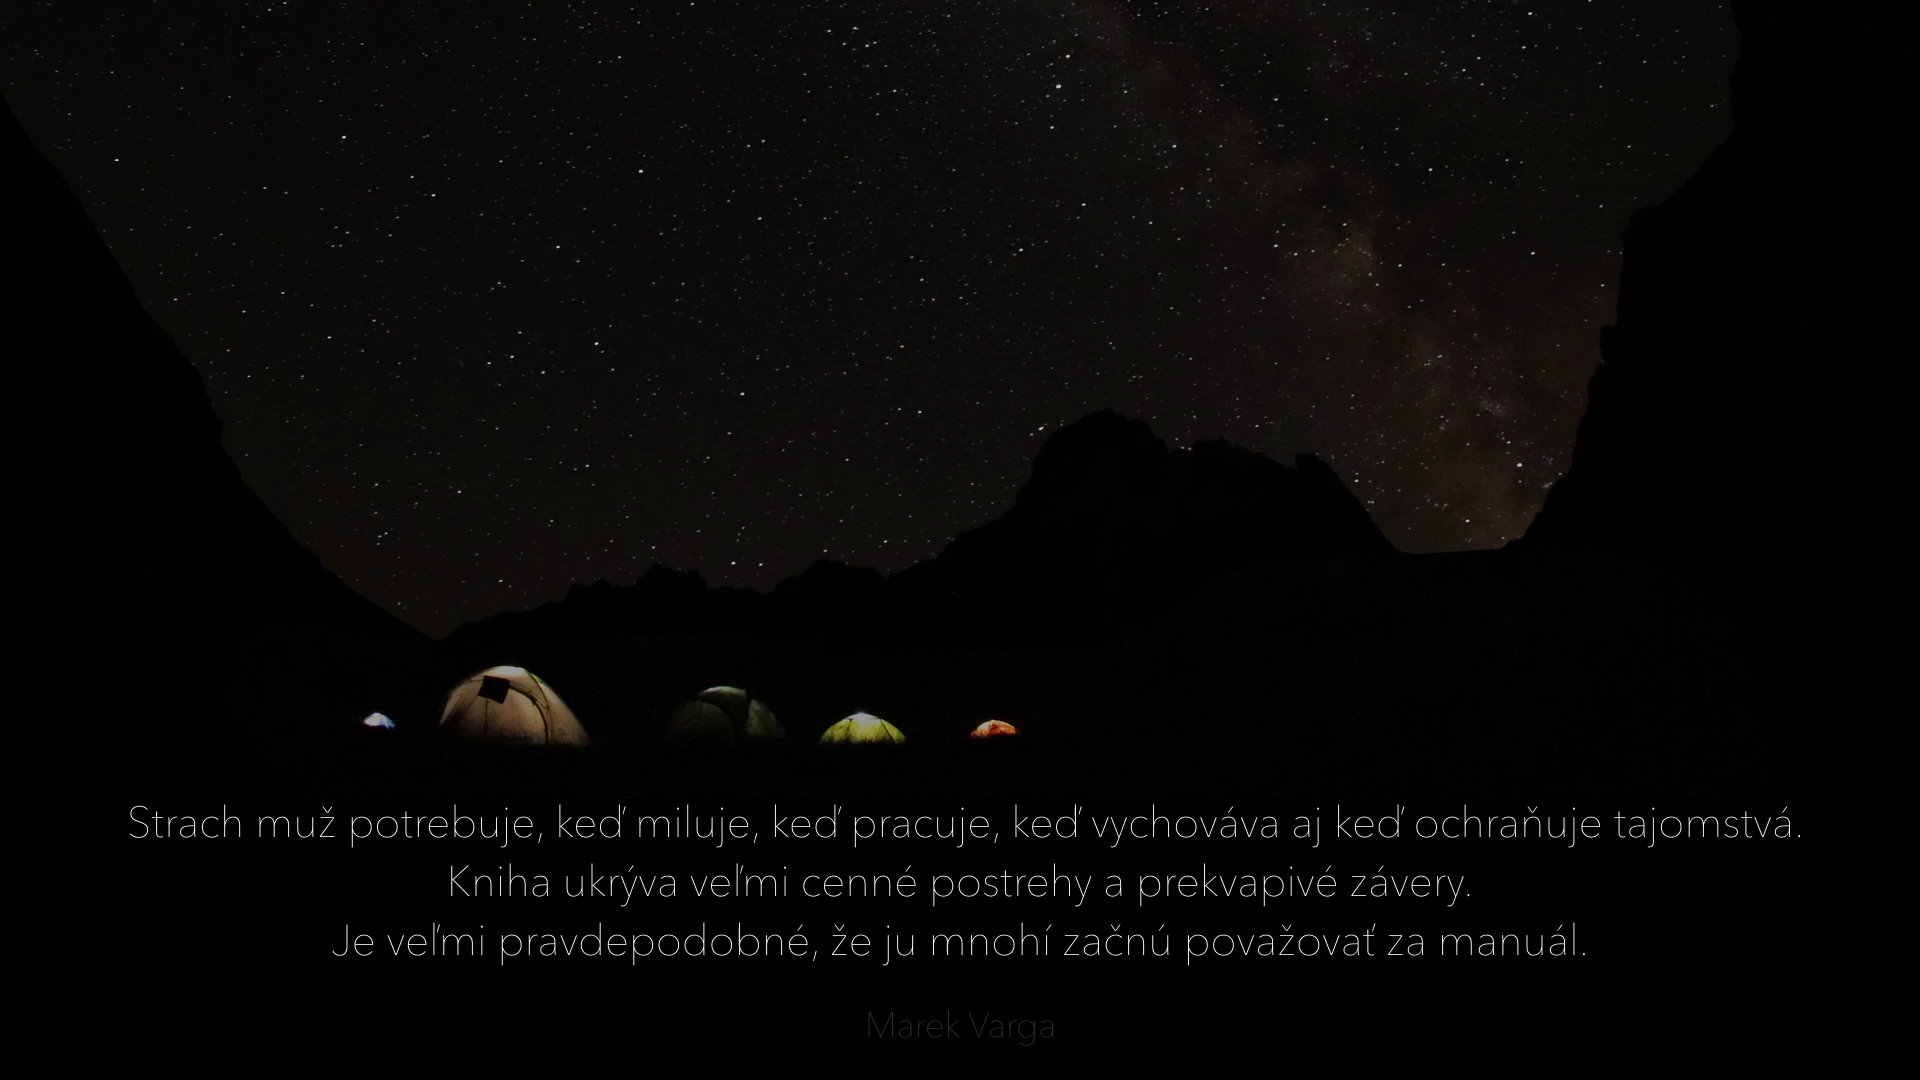 Strach muž potrebuje, keď miluje, keď pracuje, keď vychováva aj keď ochraňuje tajomstvá.
Kniha ukrýva veľmi cenné postrehy a prekvapivé závery.
Je veľmi pravdepodobné, že ju mnohí začnú považovať za manuál.
Marek Varga